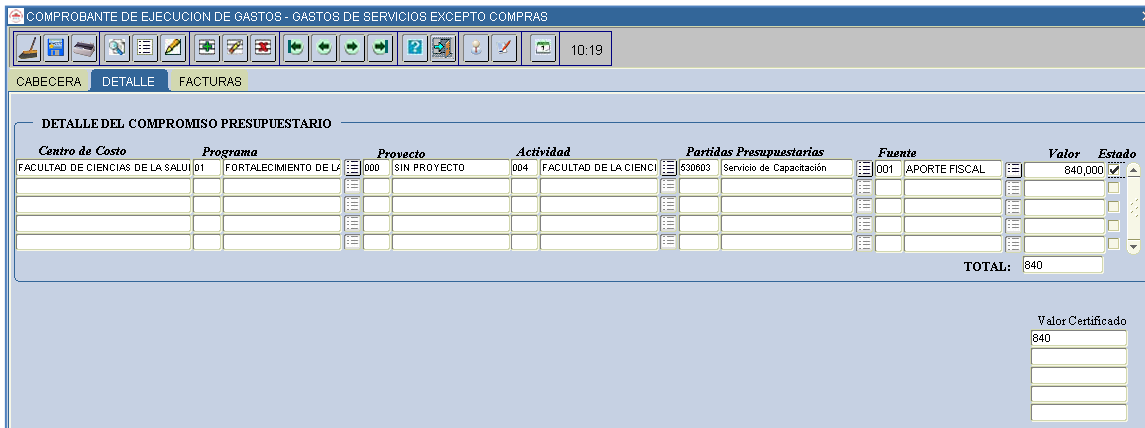 COMPROBANTE DE EJECUCION DE GASTOS - GASTOS DE SERVICIOS EXCEPTO COMPRAS
10:19
CABECERA DETALLE FACTURAS
DETALLE DEL COMPROMISO PRESUPUESTARIO
Centro de Costo Programa Proyecto Actividad Partidas Presupuestarias Fuente Valor Estado
FACULTAD DE CIENCIAS DE LA SALUI 01 FORTALECIMIENTO DE LA 000 SIN PROYECTO 004 FACULTAD DE LA CIENCI 530603 Servicio de Capacitación 001 APORTE FISCAL 840,000
TOTAL: 840
Valor Certificado
840